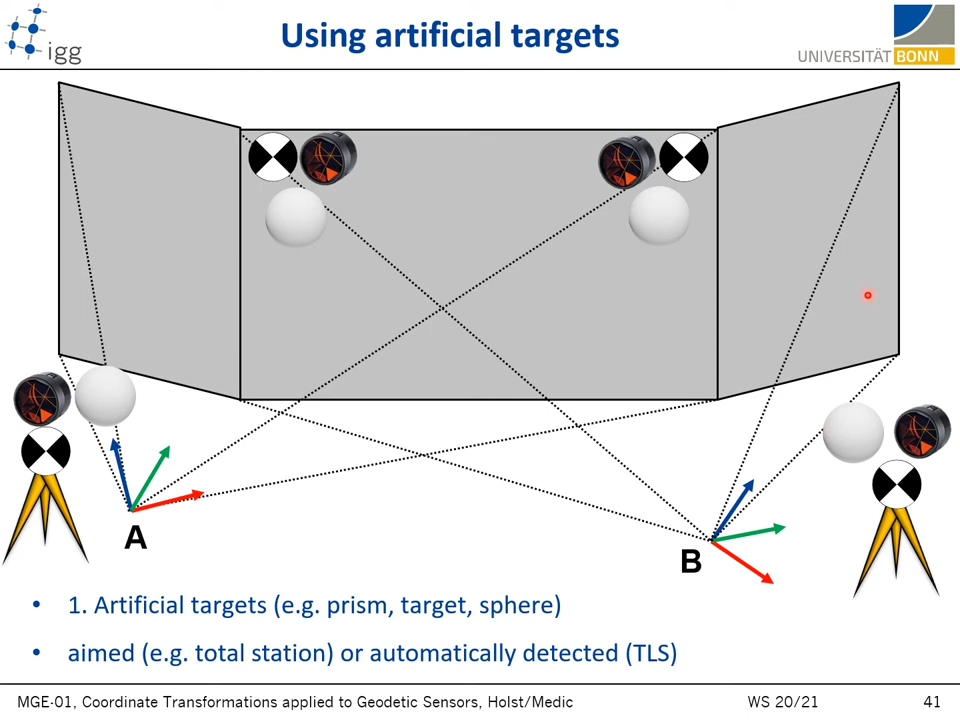 Using artificial targets
igg
UNIVERSITÄT BONN
A
B
• 1. Artificial targets (e.g. prism, target, sphere)
• aimed (e.g. total station) or automatically detected (TLS)
MGE-01, Coordinate Transformations applied to Geodetic Sensors, Holst/Medic WS 20/21 41